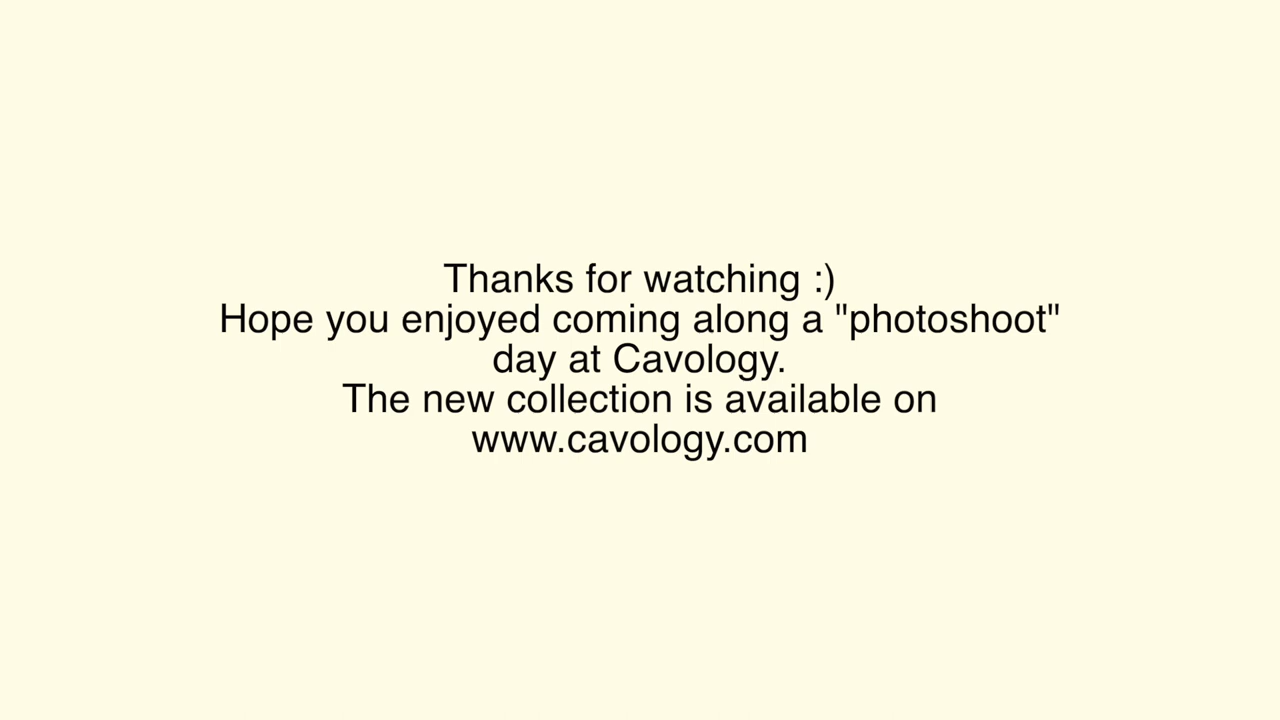 Thanks for watching :)
Hope you enjoyed coming along a "photoshoot"
day at Cavology.
The new collection is available on
www.cavology.com